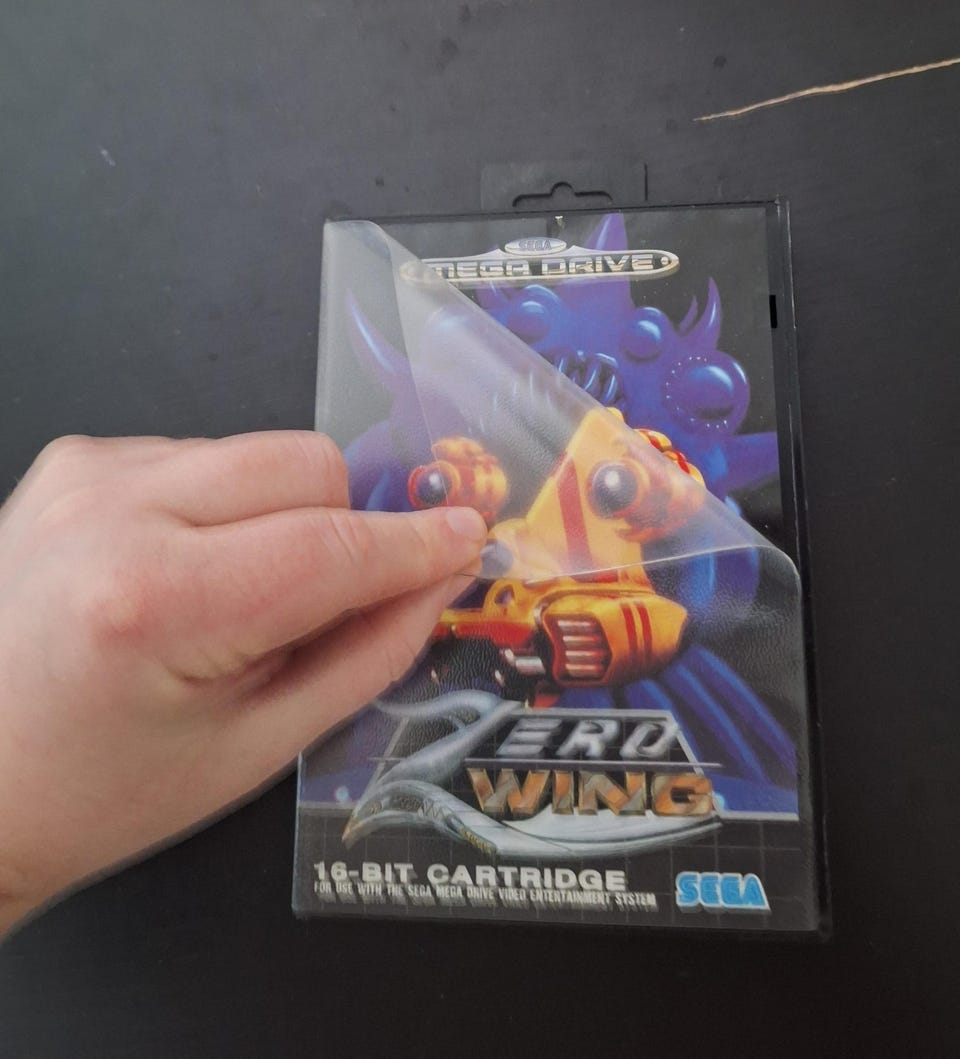 SEGA
MEGA DRIVE
ZERO
WING
16-BIT CARTRIDGE
FOR USE WITH THE SEGA MEGA DRIVE VIDEO ENTERTAINMENT SYSTEM
SEGA